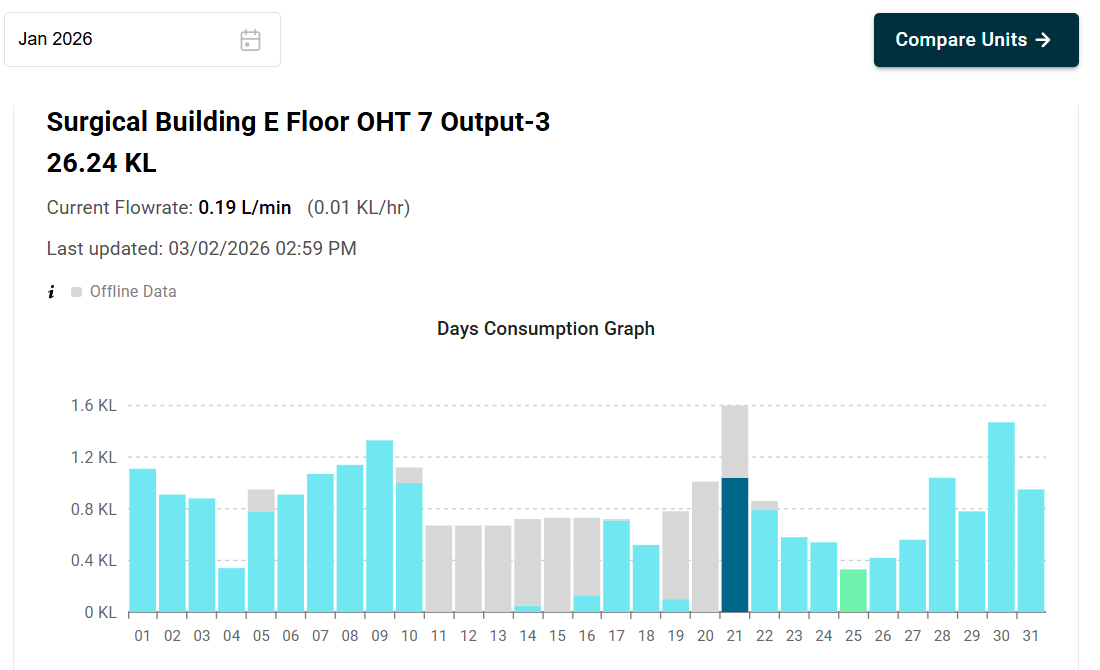 Jan 2026
Compare Units →
Surgical Building E Floor OHT 7 Output-3
26.24 KL
Current Flowrate: 0.19 L/min (0.01 KL/hr)
Last updated: 03/02/2026 02:59 PM
i Offline Data
Days Consumption Graph
1.6 KL
1.2 KL
0.8 KL
0.4 KL
0 KL
01 02 03 04 05 06 07 08 09 10 11 12 13 14 15 16 17 18 19 20 21 22 23 24 25 26 27 28 29 30 31